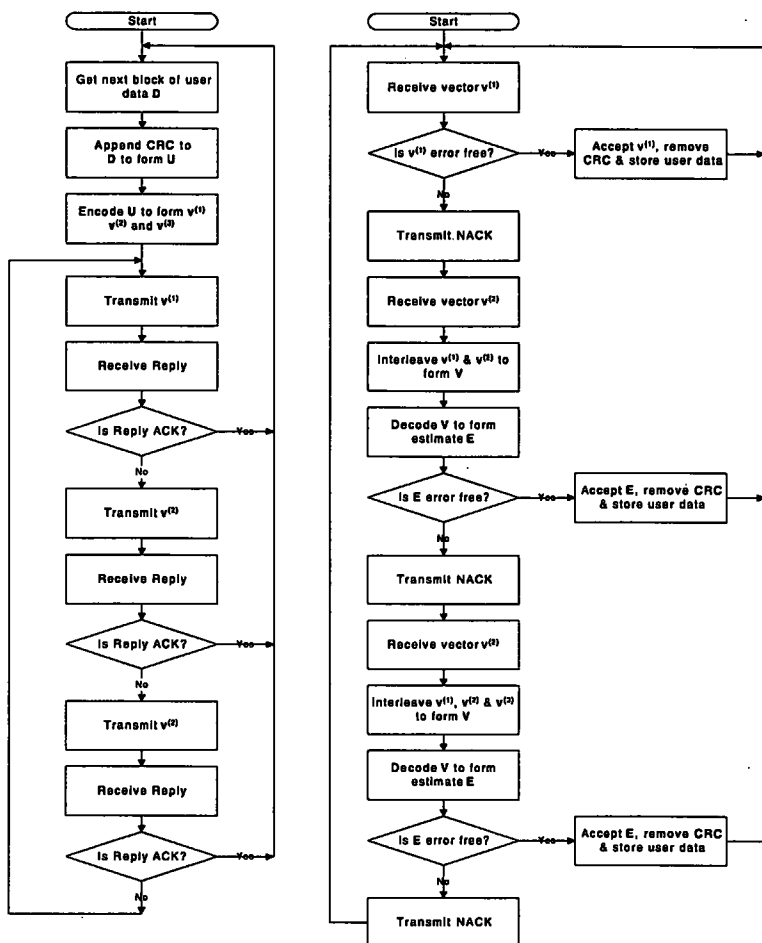 Start
Get next block of user
data D
Append CRC to
D to form U
Encode U to form v(1)
v(2) and v(3)
Transmit v(1)
Receive Reply
Is Reply ACK?
Yes
No
Transmit v(2)
Receive Reply
Is Reply ACK?
Yes
No
Transmit v(2)
Receive Reply
Is Reply ACK?
Yes
No
Start
Receive vector v(1)
Is v(1) error free?
Yes
Accept v(1), remove
CRC & store user data
No
Transmit NACK
Receive vector v(2)
Interleave v(1) & v(2) to
form V
Decode V to form
estimate E
Is E error free?
Yes
Accept E, remove CRC
& store user data
No
Transmit NACK
Receive vector v(2)
Interleave v(1), v(2) & v(3)
to form V
Decode V to form
estimate E
Is E error free?
Yes
Accept E, remove CRC
& store user data
No
Transmit NACK